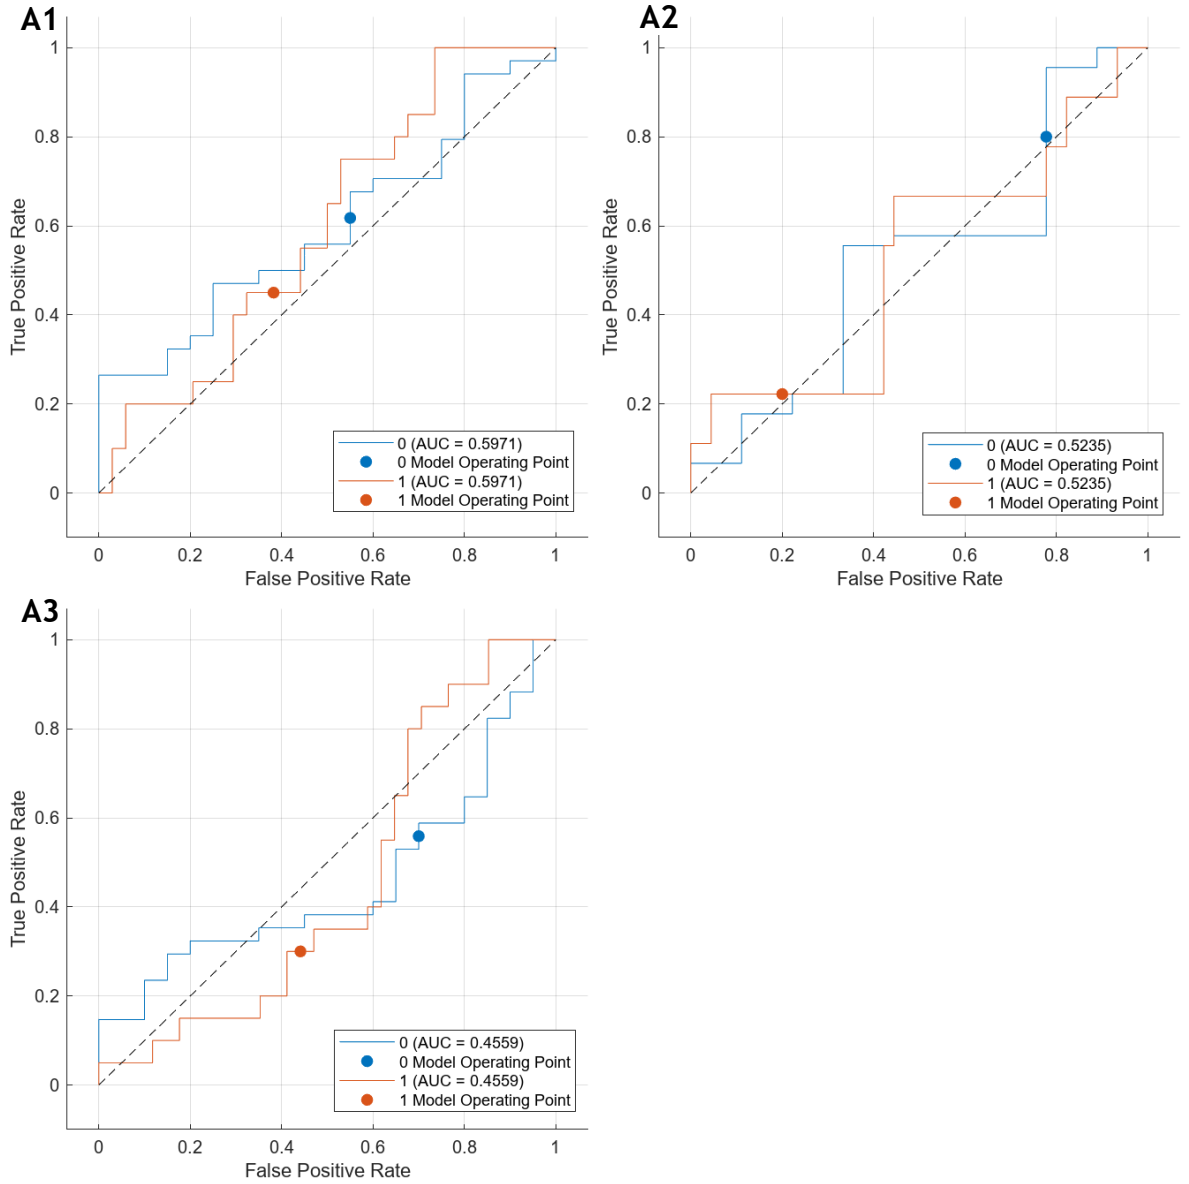 A1
1
0.8
0.6
0.4
0.2
0
True Positive Rate
0 (AUC = 0.5971)
0 Model Operating Point
1 (AUC = 0.5971)
1 Model Operating Point
0 0.2 0.4 0.6 0.8 1
False Positive Rate
A2
1
0.8
0.6
0.4
0.2
0
True Positive Rate
0 (AUC = 0.5235)
0 Model Operating Point
1 (AUC = 0.5235)
1 Model Operating Point
0 0.2 0.4 0.6 0.8 1
False Positive Rate
A3
1
0.8
0.6
0.4
0.2
0
True Positive Rate
0 (AUC = 0.4559)
0 Model Operating Point
1 (AUC = 0.4559)
1 Model Operating Point
0 0.2 0.4 0.6 0.8 1
False Positive Rate